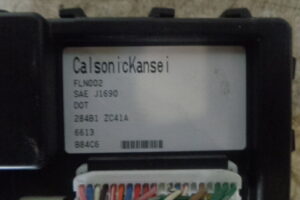 CalsonicKansei
FLN002
SAE J1690
DOT
284B1 ZC41A
6613
B84C6